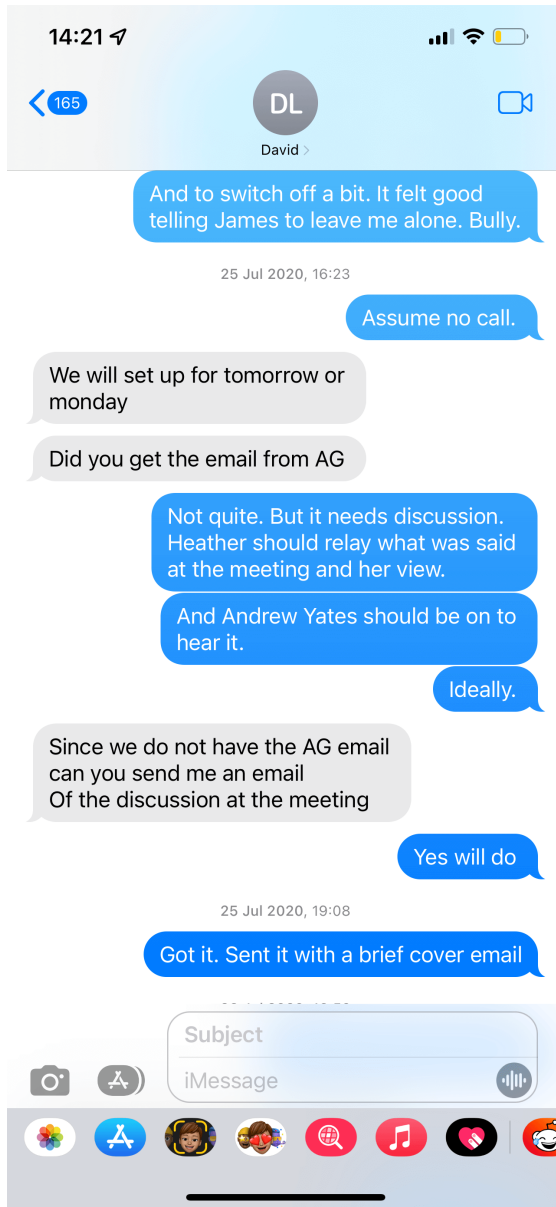 14:21
165
DL
David
And to switch off a bit. It felt good
telling James to leave me alone. Bully.
25 Jul 2020, 16:23
Assume no call.
We will set up for tomorrow or
monday
Did you get the email from AG
Not quite. But it needs discussion.
Heather should relay what was said
at the meeting and her view.
And Andrew Yates should be on to
hear it.
Ideally.
Since we do not have the AG email
can you send me an email
Of the discussion at the meeting
Yes will do
25 Jul 2020, 19:08
Got it. Sent it with a brief cover email
Subject
iMessage